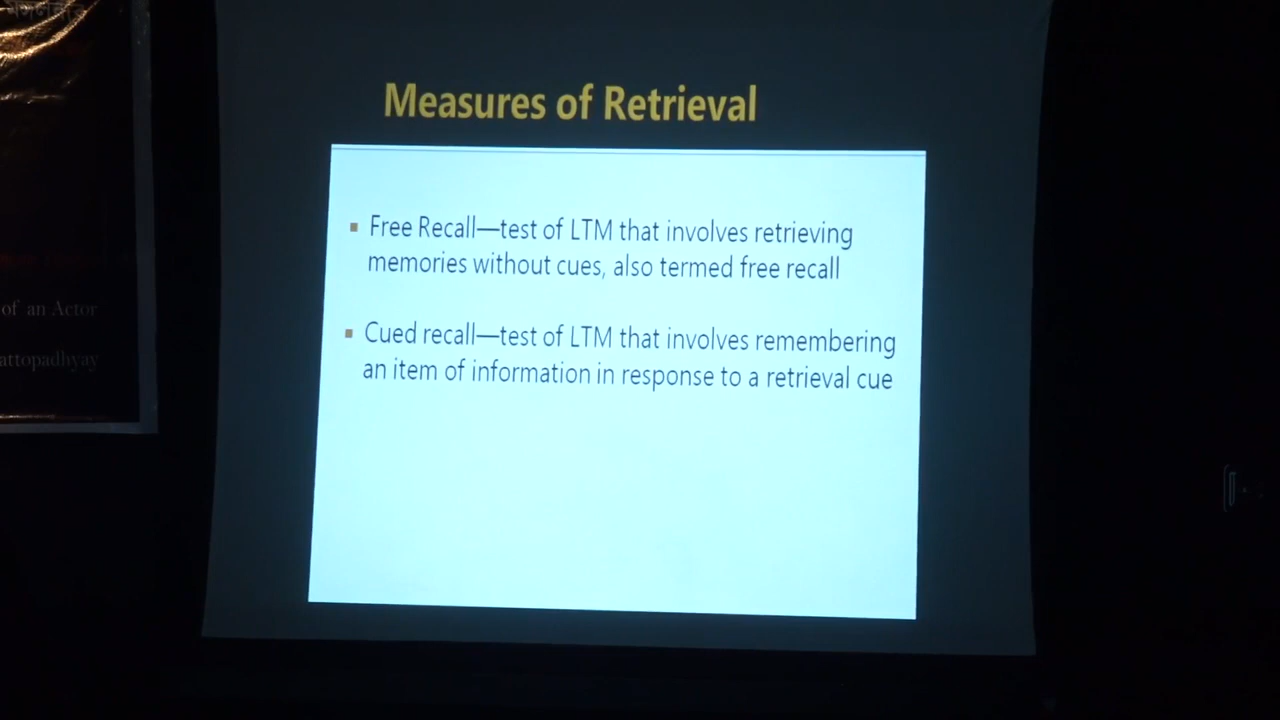 Measures of Retrieval
▪ Free Recall—test of LTM that involves retrieving
memories without cues, also termed free recall
▪ Cued recall—test of LTM that involves remembering
an item of information in response to a retrieval cue
of an Actor
attopadhyay